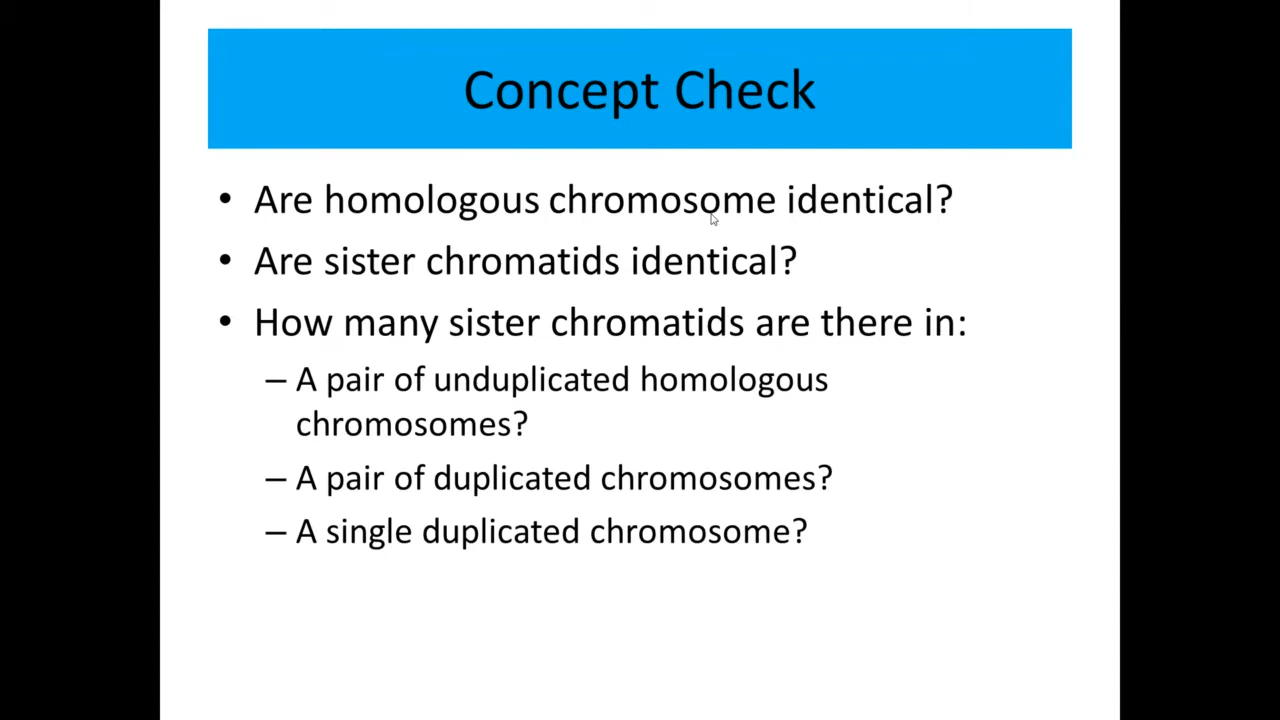 Concept Check
• Are homologous chromosome identical?
• Are sister chromatids identical?
• How many sister chromatids are there in:
– A pair of unduplicated homologous
chromosomes?
– A pair of duplicated chromosomes?
– A single duplicated chromosome?